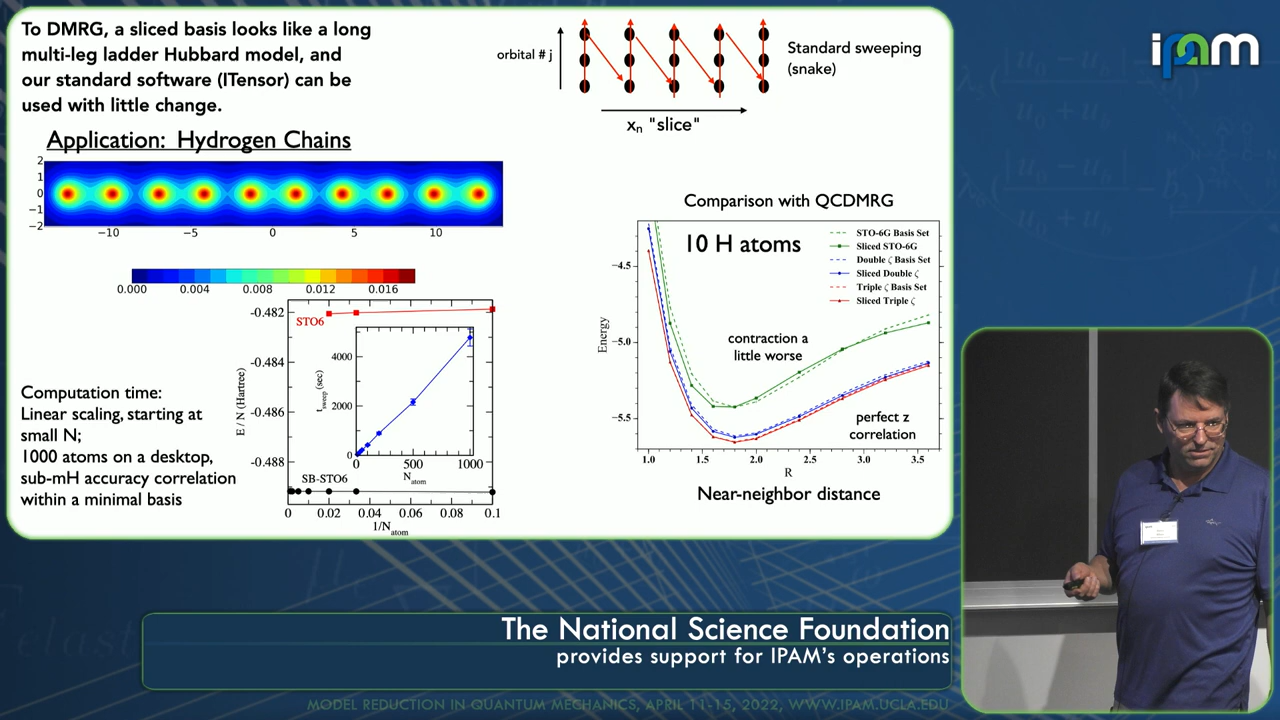 To DMRG, a sliced basis looks like a long
multi-leg ladder Hubbard model, and
our standard software (ITensor) can be
used with little change.
orbital # j
Standard sweeping
(snake)
xn "slice"
ipam
Application: Hydrogen Chains
2
1
0
−1
−2
−10
−5
0
5
10
0.000
0.004
0.008
0.012
0.016
Computation time:
Linear scaling, starting at
small N;
1000 atoms on a desktop,
sub-mH accuracy correlation
within a minimal basis
-0.482
-0.484
-0.486
-0.488
E / N (Hartree)
STO6
SB-STO6
4000
2000
0
tsweep (sec)
0
500
1000
Natom
0
0.02
0.04
0.06
0.08
0.1
1/Natom
Comparison with QCDMRG
10 H atoms
STO-6G Basis Set
Sliced STO-6G
Double ζ Basis Set
Sliced Double ζ
Triple ζ Basis Set
Sliced Triple ζ
−4.5
−5.0
−5.5
Energy
contraction a
little worse
perfect z
correlation
1.0
1.5
2.0
2.5
3.0
3.5
R
Near-neighbor distance
The National Science Foundation
provides support for IPAM's operations
MODEL REDUCTION IN QUANTUM MECHANICS, APRIL 11-15, 2022, WWW.IPAM.UCLA.EDU